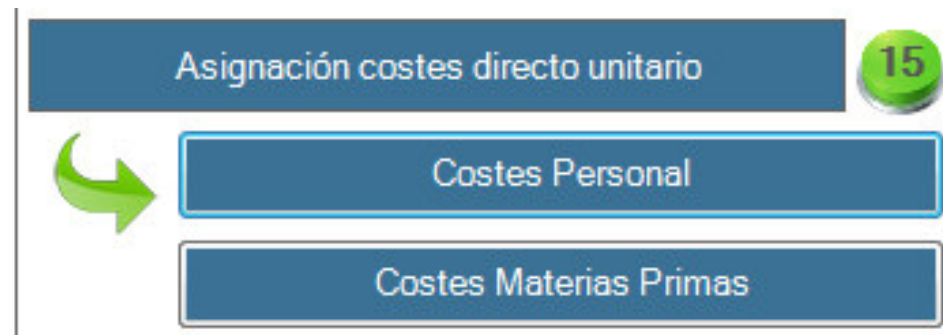 Asignación costes directo unitario
15
Costes Personal
Costes Materias Primas